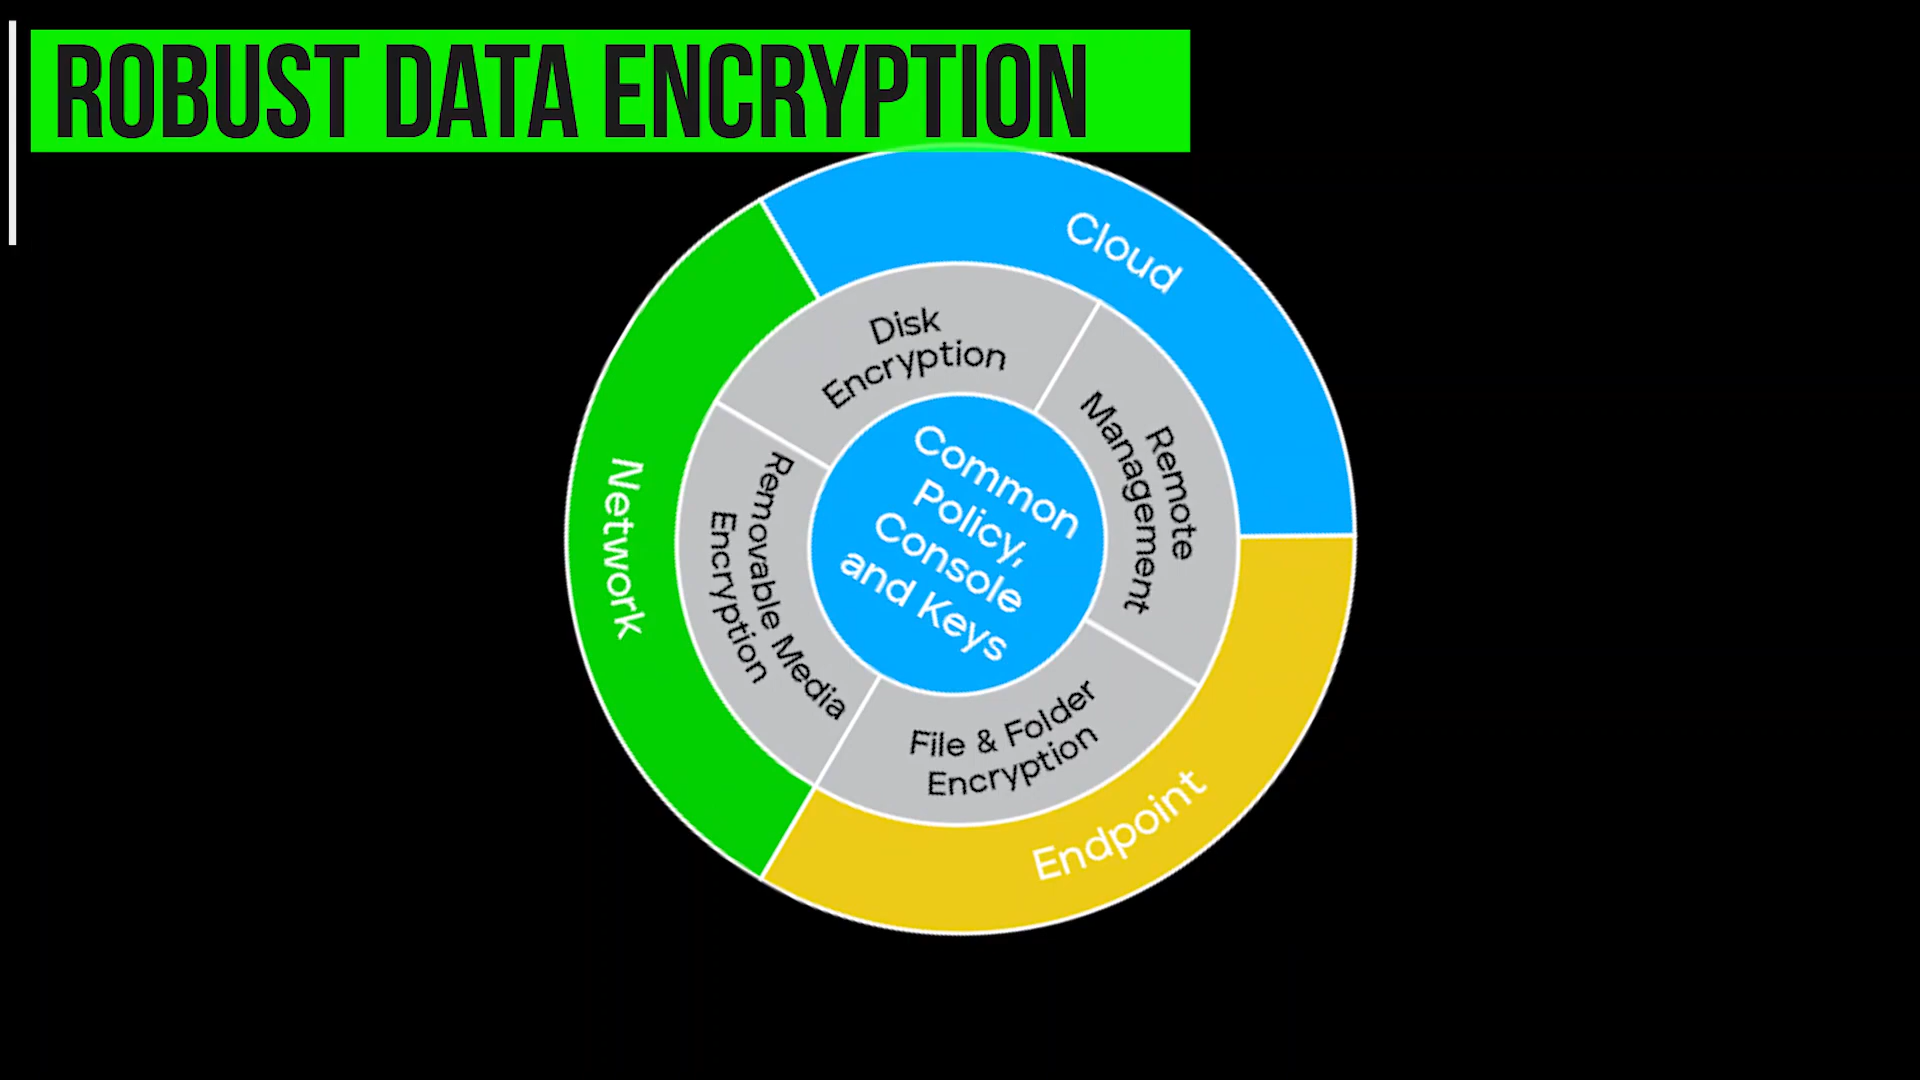 ROBUST DATA ENCRYPTION
Cloud
Disk
Encryption
Remote
Management
Common
Policy,
Console
and Keys
Network
Removable Media
Encryption
File & Folder
Encryption
Endpoint